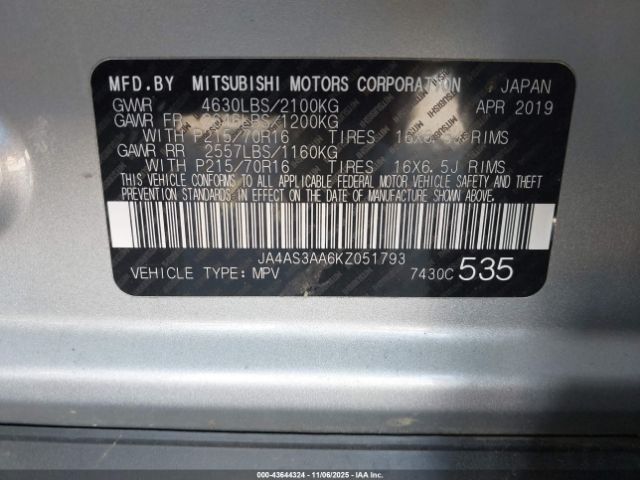 MFD.BY MITSUBISHI MOTORS CORPORATION JAPAN
GVWR 4630LBS/2100KG APR 2019
GAWR FR LBS/1200KG
WITH P215/70R16 TIRES 16X6.5J RIMS
GAWR RR 2557LBS/1160KG
WITH P215/70R16 TIRES 16X6.5J RIMS
THIS VEHICLE CONFORMS TO ALL APPLICABLE FEDERAL MOTOR VEHICLE SAFETY AND THEFT
PREVENTION STANDARDS IN EFFECT ON THE DATE OF MANUFACTURE SHOWN ABOVE.
JA4AS3AA6KZ051793
VEHICLE TYPE: MPV 7430C 535
000-43644324 | 11/06/2025 - IAA, Inc.